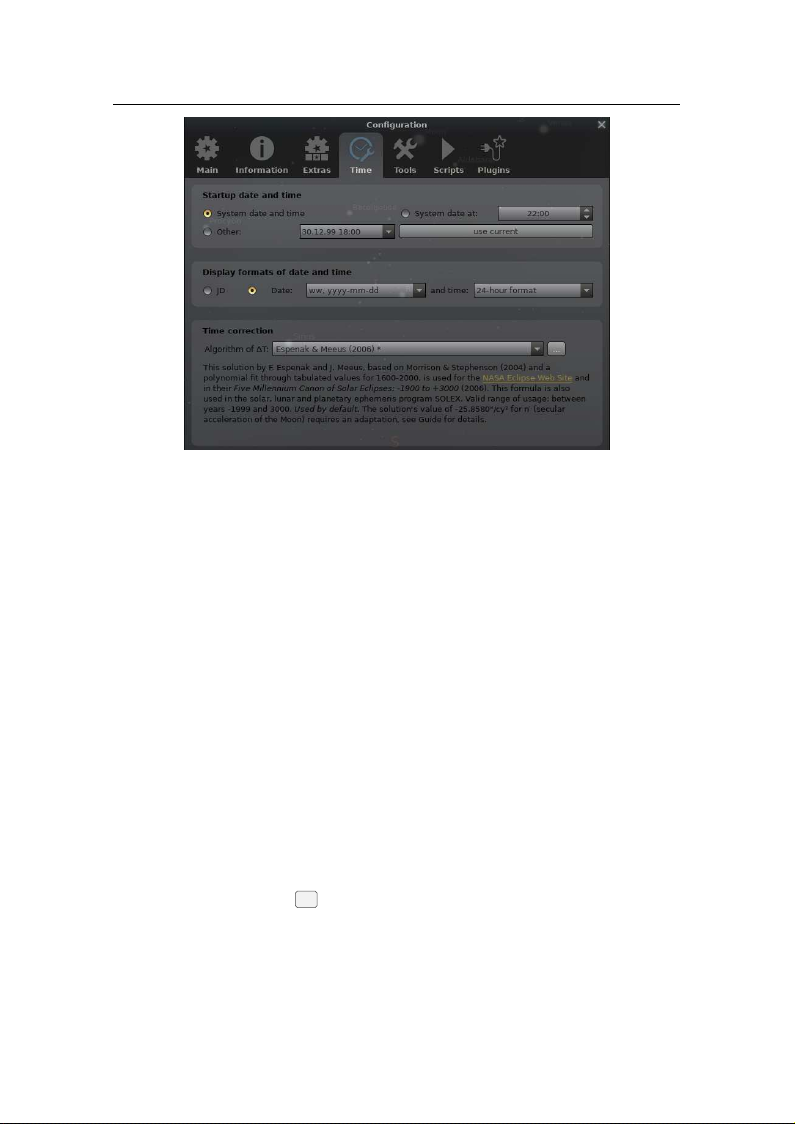 Configuration
Main Information Extras Time Tools Scripts Plugins
Startup date and time
System date and time System date at: 22:00
Other: 30.12.99 18:00 use current
Display formats of date and time
JD Date: ww, yyyy-mm-dd and time: 24-hour format
Time correction
Algorithm of ΔT: Espenak & Meeus (2006) * ...
This solution by F. Espenak and J. Meeus, based on Morrison & Stephenson (2004) and a
polynomial fit through tabulated values for 1600-2000, is used for the NASA Eclipse Web Site and
in their Five Millennium Canon of Solar Eclipses: -1900 to +3000 (2006). This formula is also
used in the solar, lunar and planetary ephemeris program SOLEX. Valid range of usage: between
years -1999 and 3000. Used by default. The solution's value of -25.8580"/cy² for ṅ (secular
acceleration of the Moon) requires an adaptation, see Guide for details.
S